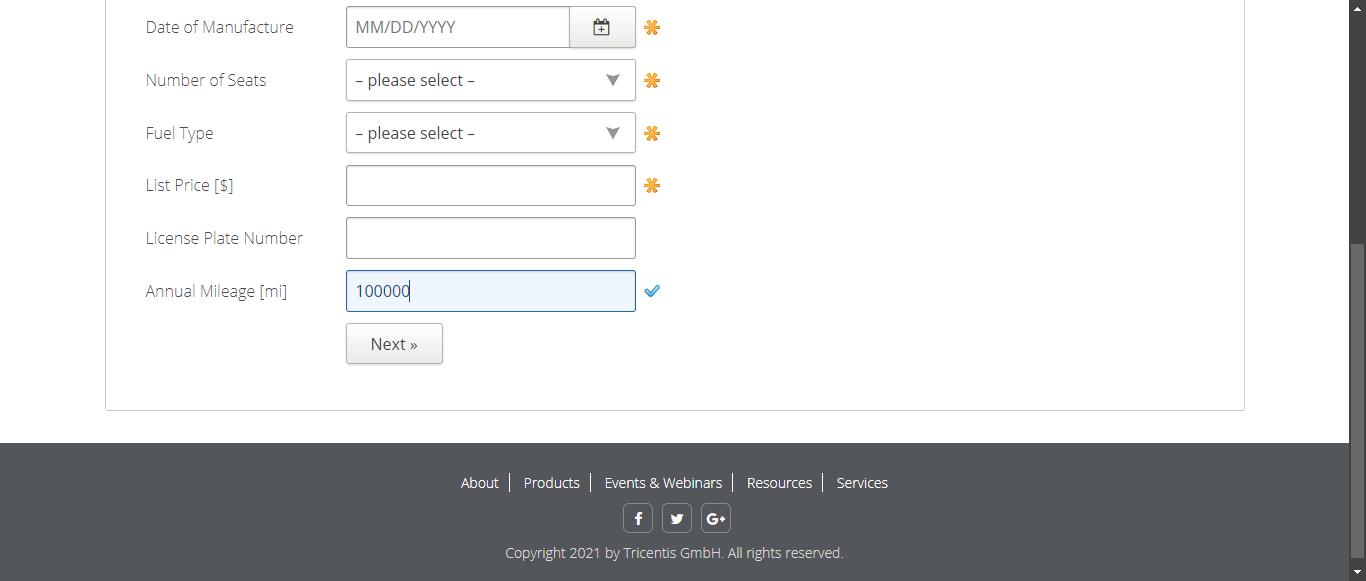 Date of Manufacture MM/DD/YYYY
Number of Seats – please select –
Fuel Type – please select –
List Price [$]
License Plate Number
Annual Mileage [mi] 100000
Next »
About Products Events & Webinars Resources Services
f G+
Copyright 2021 by Tricentis GmbH. All rights reserved.